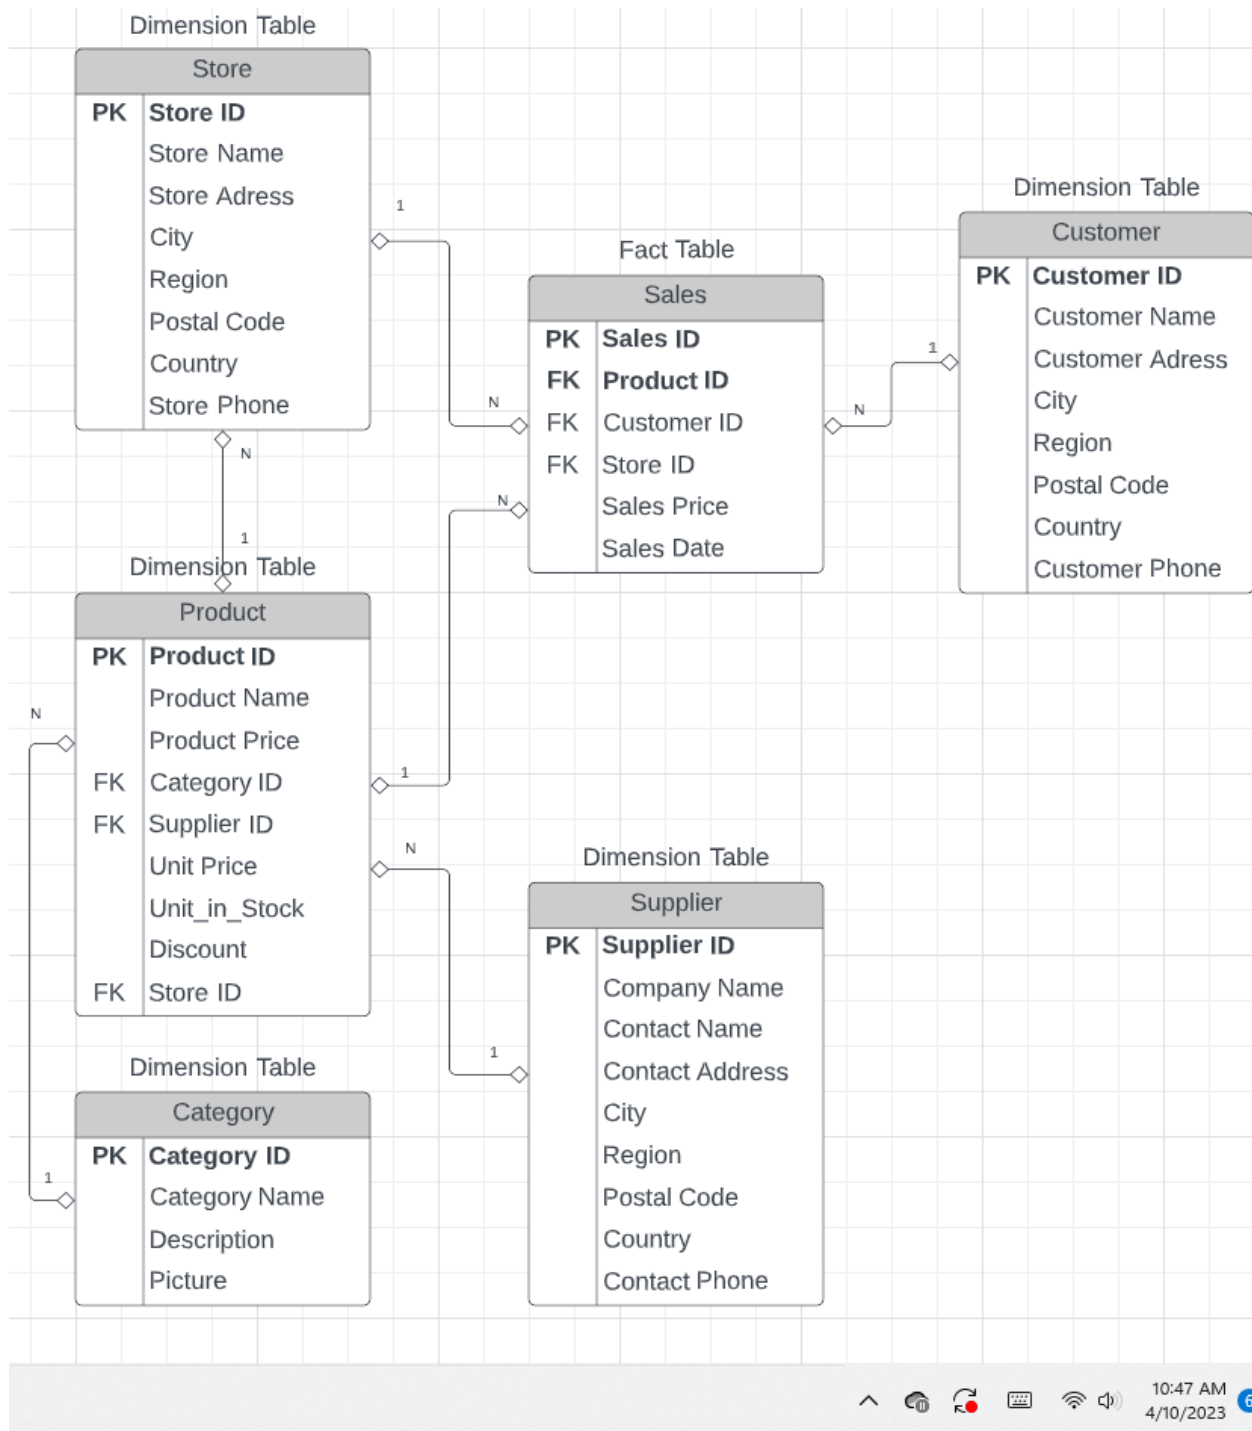 Dimension Table
Store
PK Store ID
Store Name
Store Adress
City
Region
Postal Code
Country
Store Phone
1
N
N
1
Fact Table
Sales
PK Sales ID
FK Product ID
FK Customer ID
FK Store ID
Sales Price
Sales Date
N
1
N
Dimension Table
Customer
PK Customer ID
Customer Name
Customer Adress
City
Region
Postal Code
Country
Customer Phone
Dimension Table
Product
PK Product ID
Product Name
Product Price
FK Category ID
FK Supplier ID
Unit Price
Unit_in_Stock
Discount
FK Store ID
N
1
N
1
1
Dimension Table
Supplier
PK Supplier ID
Company Name
Contact Name
Contact Address
City
Region
Postal Code
Country
Contact Phone
Dimension Table
Category
PK Category ID
Category Name
Description
Picture
10:47 AM
4/10/2023
6